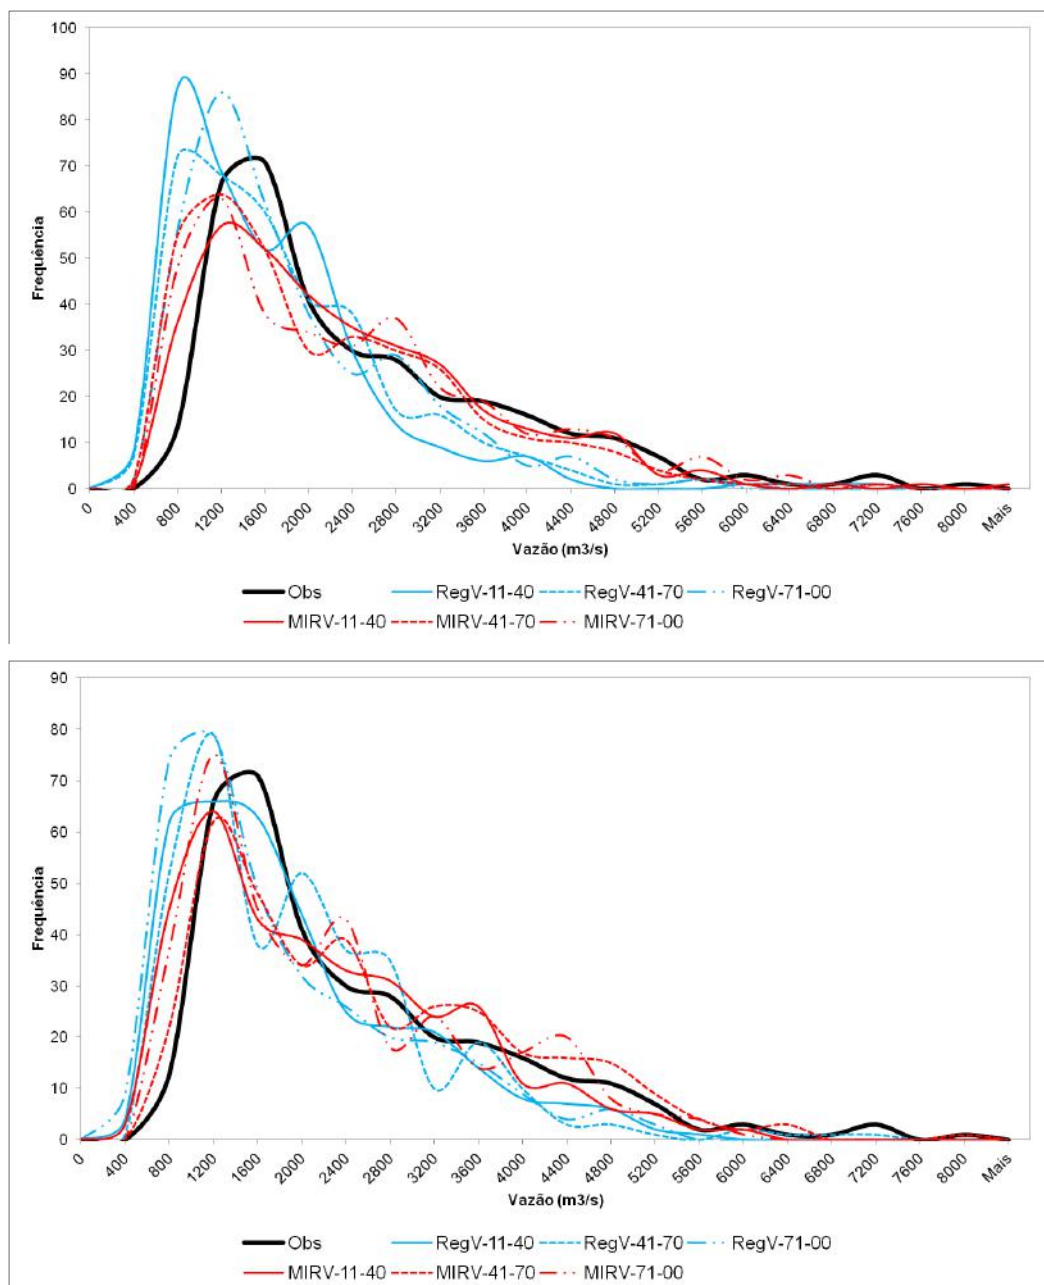 100
90
80
70
60
50
40
30
20
10
0
Frequência
0 400 800 1200 1600 2000 2400 2800 3200 3600 4000 4400 4800 5200 5600 6000 6400 6800 7200 7600 8000 Mais
Vazão (m3/s)
Obs RegV-11-40 RegV-41-70 RegV-71-00
MIRV-11-40 MIRV-41-70 MIRV-71-00
90
80
70
60
50
40
30
20
10
0
Frequência
0 400 800 1200 1600 2000 2400 2800 3200 3600 4000 4400 4800 5200 5600 6000 6400 6800 7200 7600 8000 Mais
Vazão (m3/s)
Obs RegV-11-40 RegV-41-70 RegV-71-00
MIRV-11-40 MIRV-41-70 MIRV-71-00